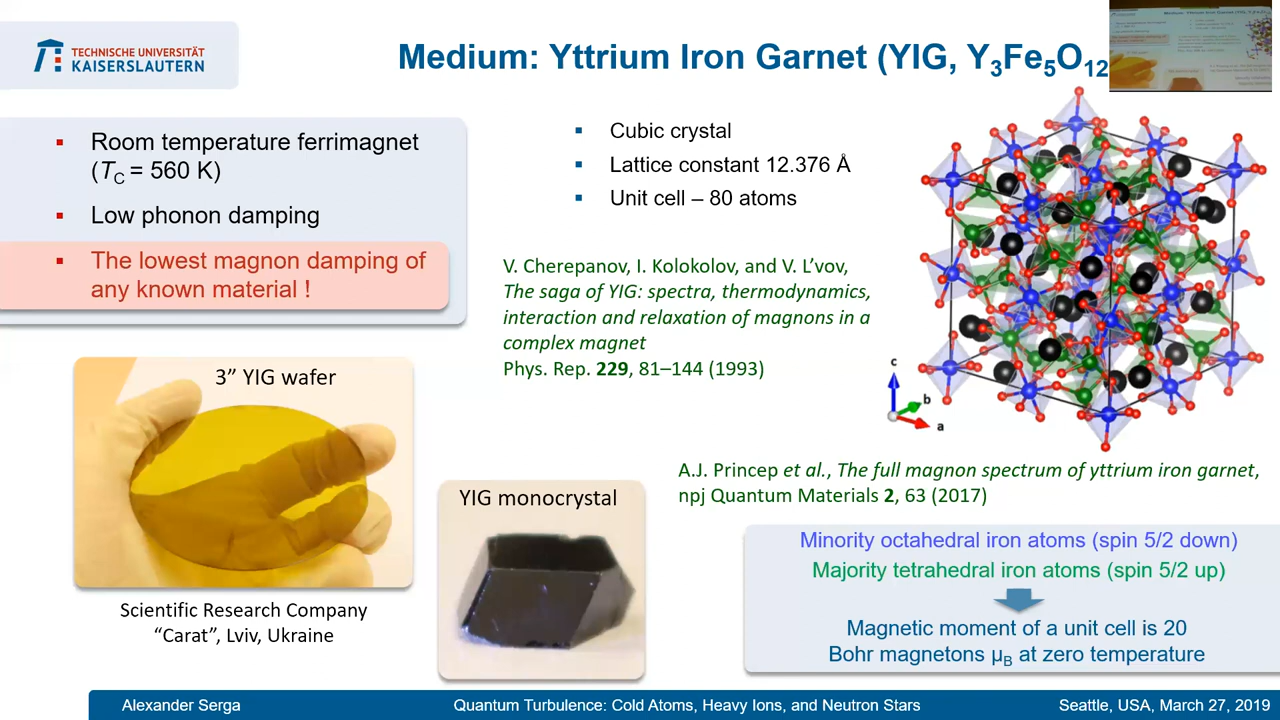 TECHNISCHE UNIVERSITÄT
KAISERSLAUTERN
Medium: Yttrium Iron Garnet (YIG, Y₃Fe₅O₁₂
▪ Room temperature ferrimagnet
(T_C = 560 K)
▪ Low phonon damping
▪ The lowest magnon damping of
any known material !
▪ Cubic crystal
▪ Lattice constant 12.376 Å
▪ Unit cell – 80 atoms
V. Cherepanov, I. Kolokolov, and V. L’vov,
The saga of YIG: spectra, thermodynamics,
interaction and relaxation of magnons in a
complex magnet
Phys. Rep. 229, 81–144 (1993)
c
b
a
3” YIG wafer
Scientific Research Company
“Carat”, Lviv, Ukraine
YIG monocrystal
A.J. Princep et al., The full magnon spectrum of yttrium iron garnet,
npj Quantum Materials 2, 63 (2017)
Minority octahedral iron atoms (spin 5/2 down)
Majority tetrahedral iron atoms (spin 5/2 up)
Magnetic moment of a unit cell is 20
Bohr magnetons μ_B at zero temperature
Alexander Serga
Quantum Turbulence: Cold Atoms, Heavy Ions, and Neutron Stars
Seattle, USA, March 27, 2019